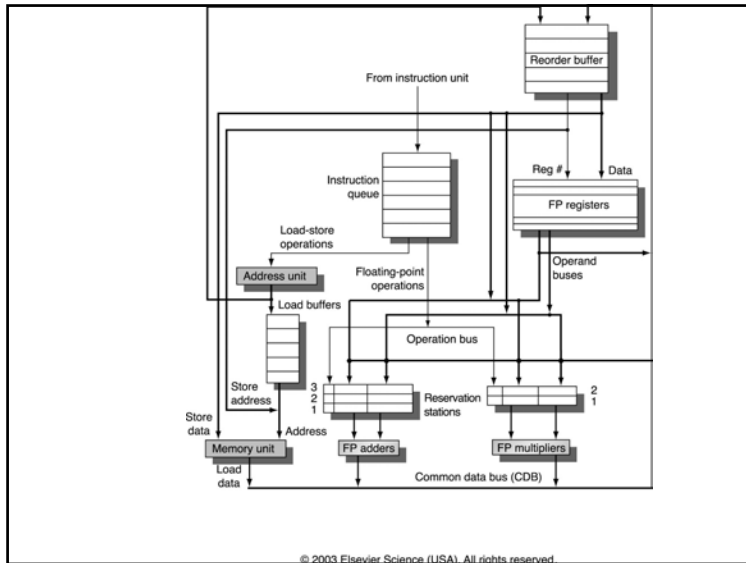 Reorder buffer
From instruction unit
Reg #
Data
Instruction
queue
FP registers
Load-store
operations
Operand
buses
Address unit
Floating-point
operations
Load buffers
Operation bus
3
2
1
Reservation
stations
2
1
Store
address
Store
data
Address
Memory unit
FP adders
FP multipliers
Load
data
Common data bus (CDB)
© 2003 Elsevier Science (USA). All rights reserved.